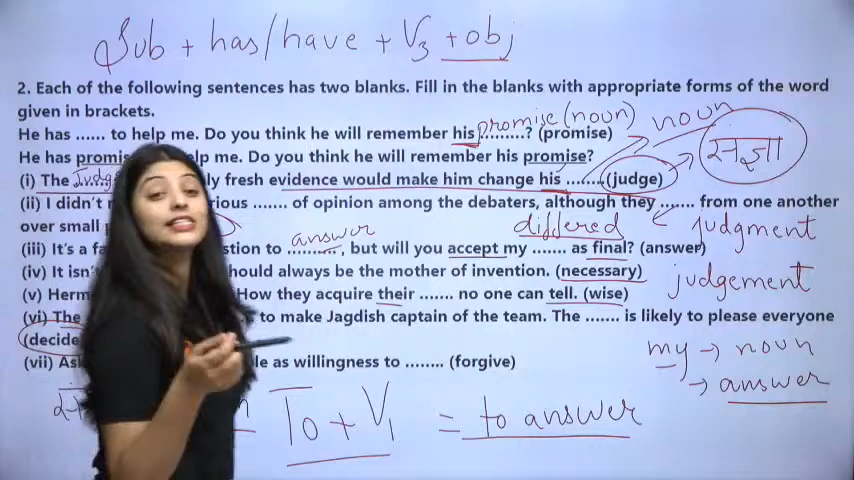 Sub + has/have + V3 + obj
2. Each of the following sentences has two blanks. Fill in the blanks with appropriate forms of the word
given in brackets.
promise (noun) noun
He has ...... to help me. Do you think he will remember his ..........? (promise)
संज्ञा
He has promis lp me. Do you think he will remember his promise?
(i) The Judg ly fresh evidence would make him change his ....... (judge)
(ii) I didn't rious ....... of opinion among the debaters, although they ....... from one another
over small differed judgment
answer
(iii) It's a fa stion to .........., but will you accept my ....... as final? (answer)
(iv) It isn' hould always be the mother of invention. (necessary)
judgement
(v) Herm How they acquire their ....... no one can tell. (wise)
(vi) The to make Jagdish captain of the team. The ....... is likely to please everyone
(decide
my → noun
(vii) As le as willingness to ........ (forgive)
→ answer
To + V1 = to answer